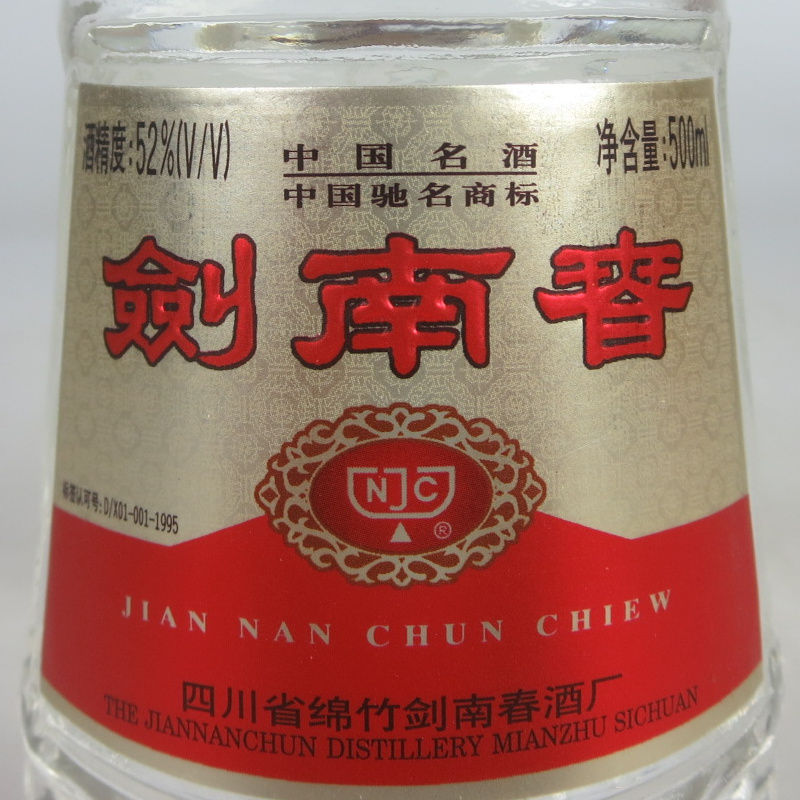 酒精度:52%(V/V)
中国名酒
中国驰名商标
净含量:500ml
劍南春
NJC
®
标签认可号:D/X01-001-1995
JIAN NAN CHUN CHIEW
四川省绵竹剑南春酒厂
THE JIANNANCHUN DISTILLERY MIANZHU SICHUAN